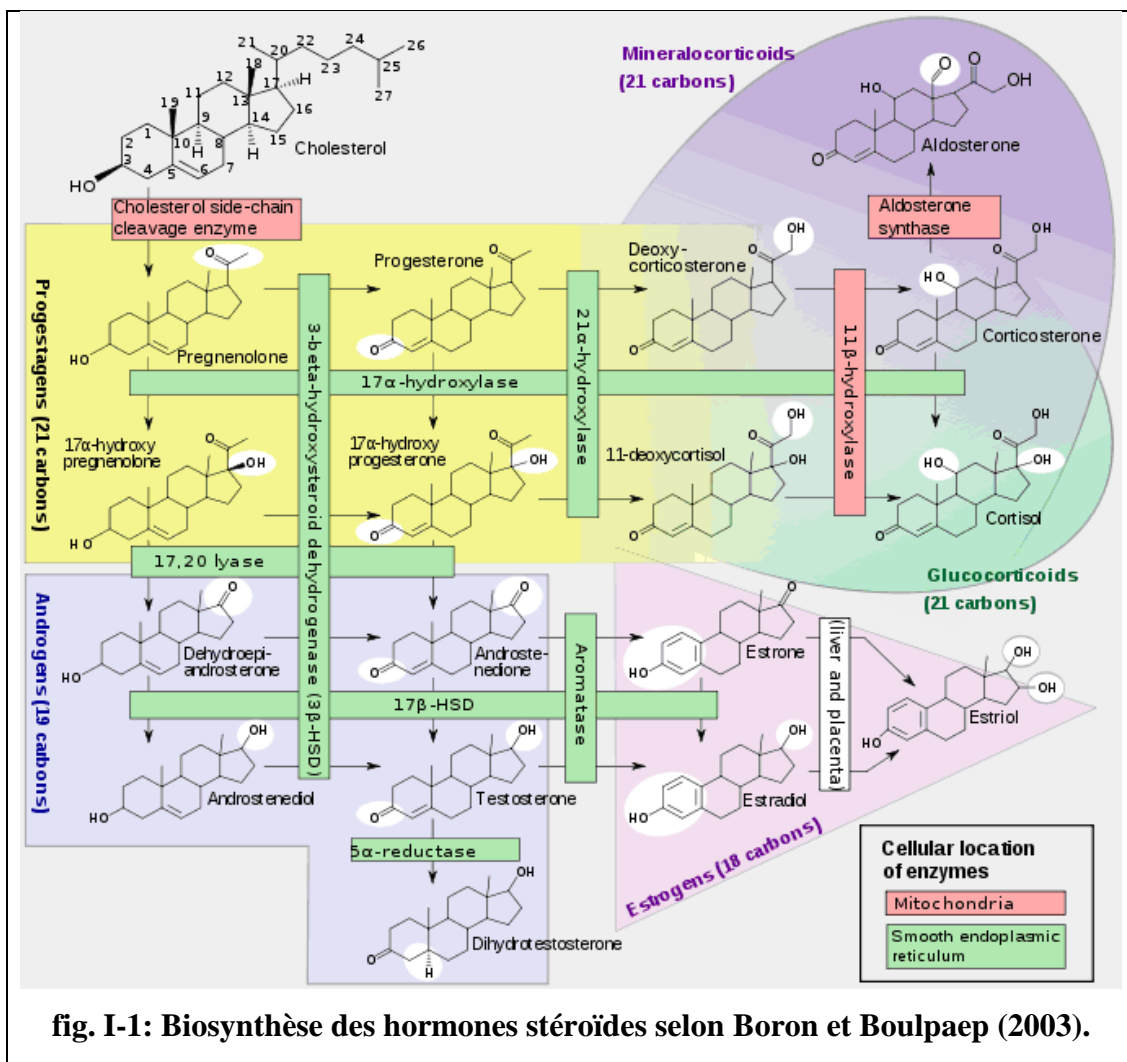 21
20
22
24
26
18
23
25
12
17
H
27
11
13
16
19
9
14
15
1
2
10
8
H
H
3
4
5
6
7
HO
Cholesterol
Mineralocorticoids
(21 carbons)
O
O
OH
HO
O
Aldosterone
Cholesterol side-chain
cleavage enzyme
Aldosterone
synthase
Progestagens (21 carbons)
O
HO
Pregnenolone
Progesterone
O
O
Deoxy-
corticosterone
OH
O
O
OH
O
HO
O
Corticosterone
3-beta-hydroxysteroid dehydrogenase (3β-HSD)
21α-hydroxylase
11β-hydroxylase
17α-hydroxylase
17α-hydroxy
pregnenolone
O
OH
HO
17α-hydroxy
progesterone
O
OH
O
11-deoxycortisol
OH
O
OH
O
OH
O
HO
OH
O
Cortisol
17,20 lyase
Glucocorticoids
(21 carbons)
Androgens (19 carbons)
O
HO
Dehydroepi-
androsterone
O
O
Androste-
nedione
Aromatase
O
HO
Estrone
(liver and placenta)
OH
OH
HO
Estriol
17β-HSD
OH
HO
Androstenediol
OH
O
Testosterone
OH
HO
Estradiol
Estrogens (18 carbons)
5α-reductase
OH
O
H
Dihydrotestosterone
Cellular location
of enzymes
Mitochondria
Smooth endoplasmic
reticulum
fig. I-1: Biosynthèse des hormones stéroïdes selon Boron et Boulpaep (2003).